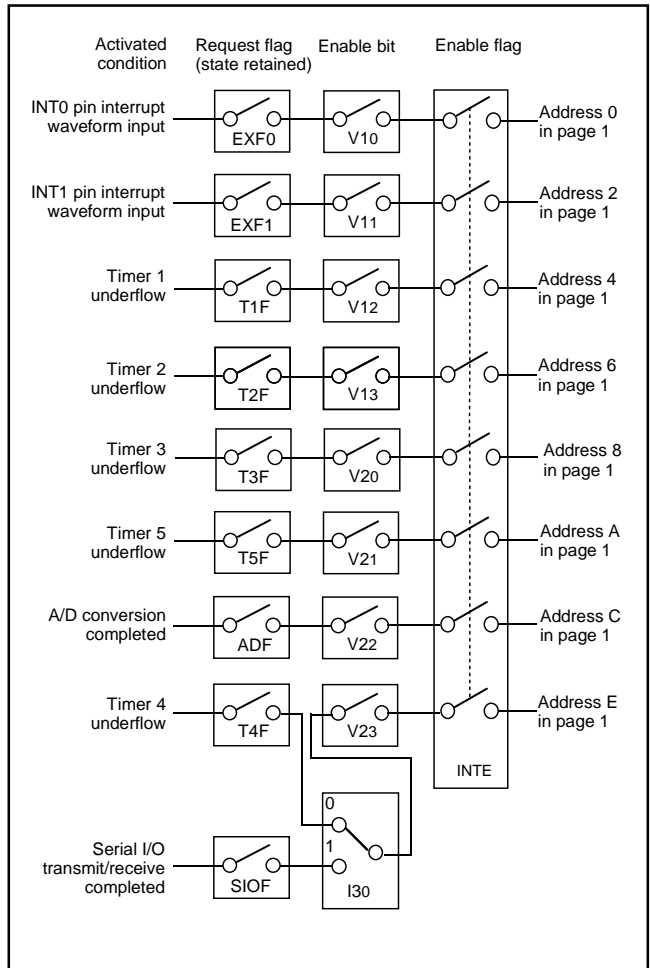 Activated
condition
Request flag
(state retained)
Enable bit
Enable flag
INT0 pin interrupt
waveform input
EXF0
V10
Address 0
in page 1
INT1 pin interrupt
waveform input
EXF1
V11
Address 2
in page 1
Timer 1
underflow
T1F
V12
Address 4
in page 1
Timer 2
underflow
T2F
V13
Address 6
in page 1
Timer 3
underflow
T3F
V20
Address 8
in page 1
Timer 5
underflow
T5F
V21
Address A
in page 1
A/D conversion
completed
ADF
V22
Address C
in page 1
Timer 4
underflow
T4F
V23
Address E
in page 1
INTE
0
1
Serial I/O
transmit/receive
completed
SIOF
I30